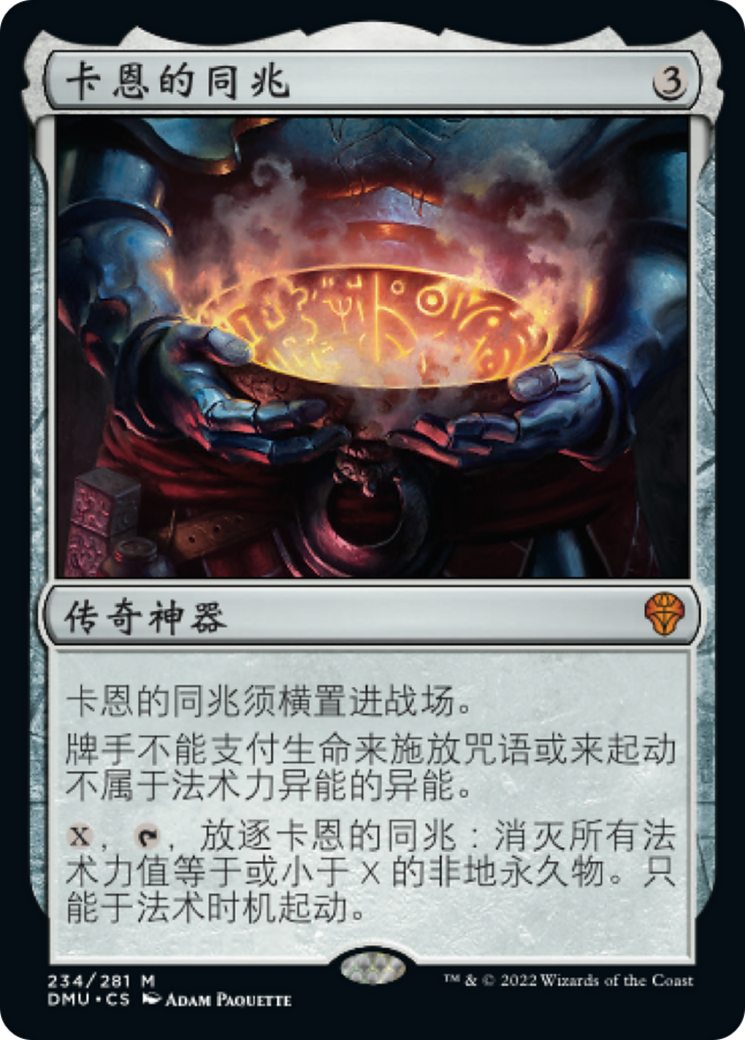 卡恩的同兆 3
传奇神器
卡恩的同兆须横置进战场。
牌手不能支付生命来施放咒语或来起动
不属于法术力异能的异能。
X，，放逐卡恩的同兆：消灭所有法
术力值等于或小于 X 的非地永久物。只
能于法术时机起动。
234/281 M
DMU • CS ADAM PAQUETTE
™ & © 2022 Wizards of the Coast